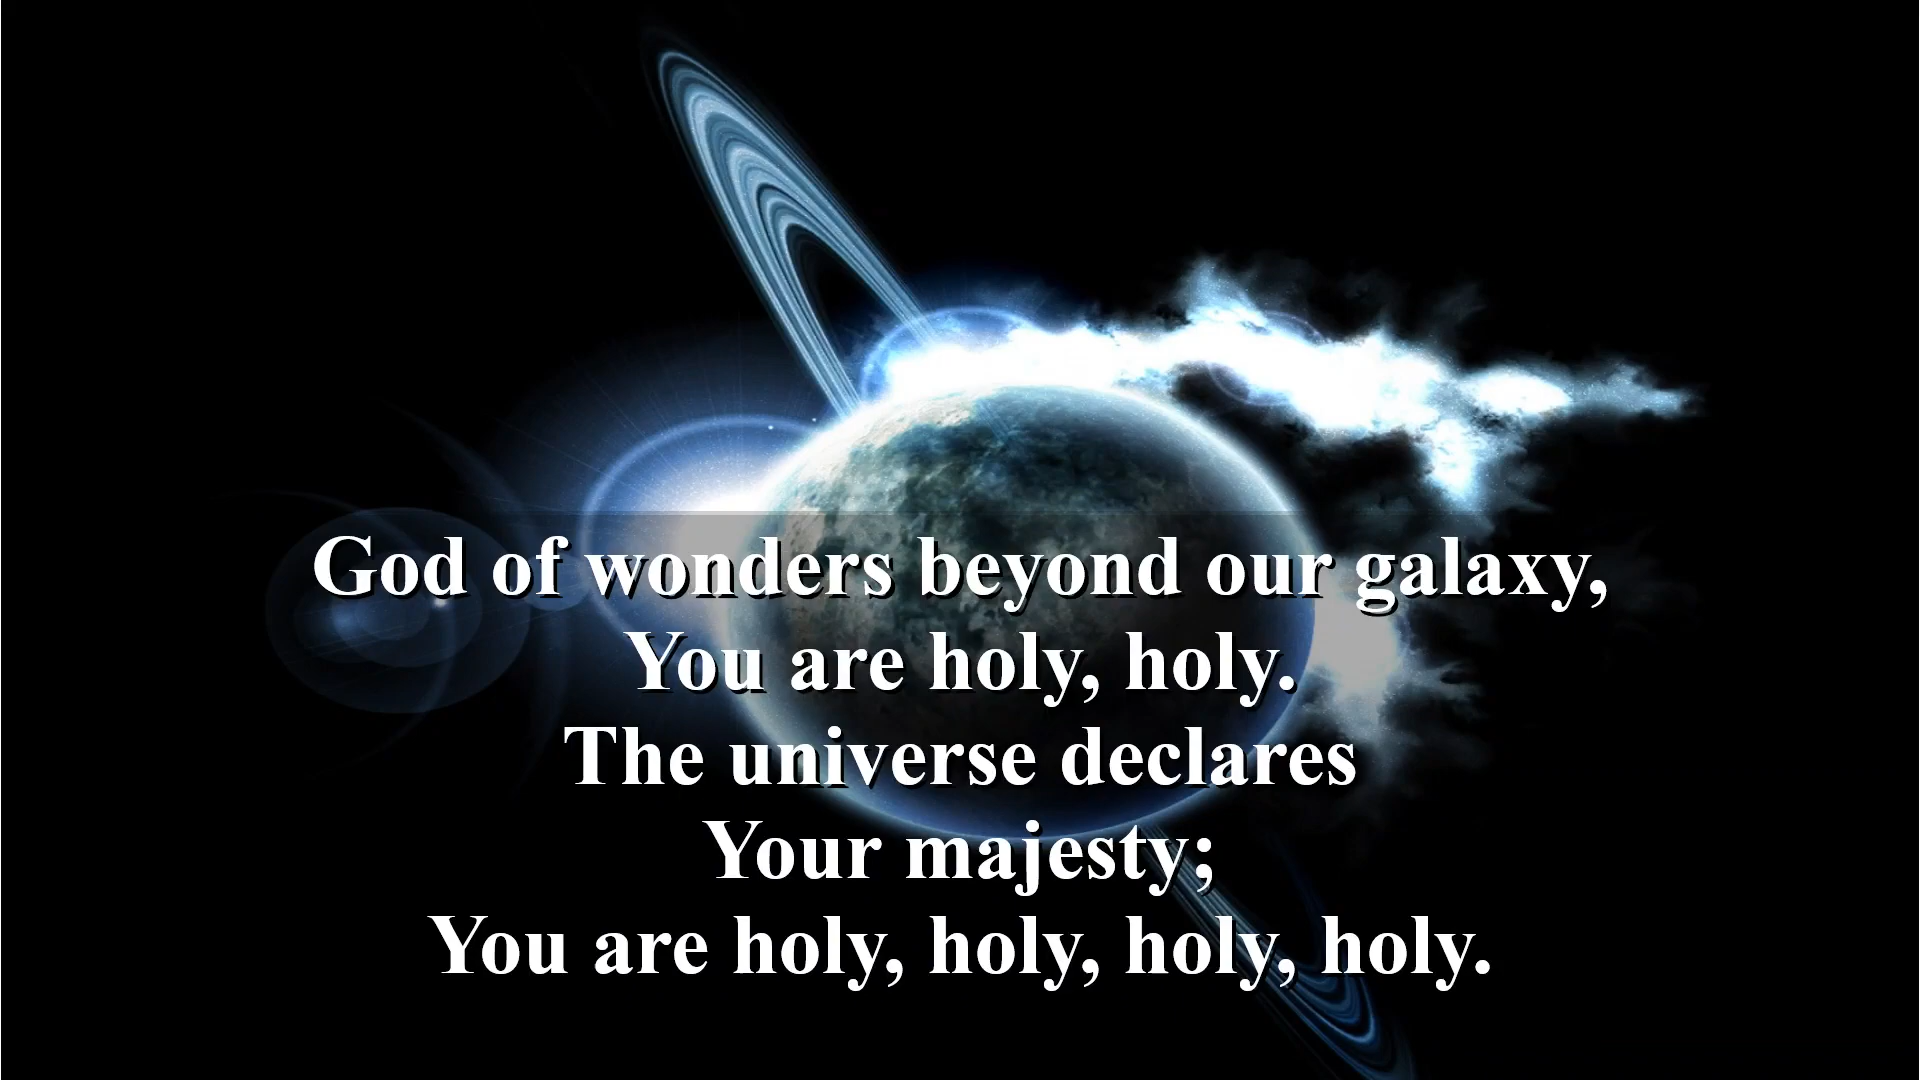 God of wonders beyond our galaxy,
You are holy, holy.
The universe declares
Your majesty;
You are holy, holy, holy, holy.